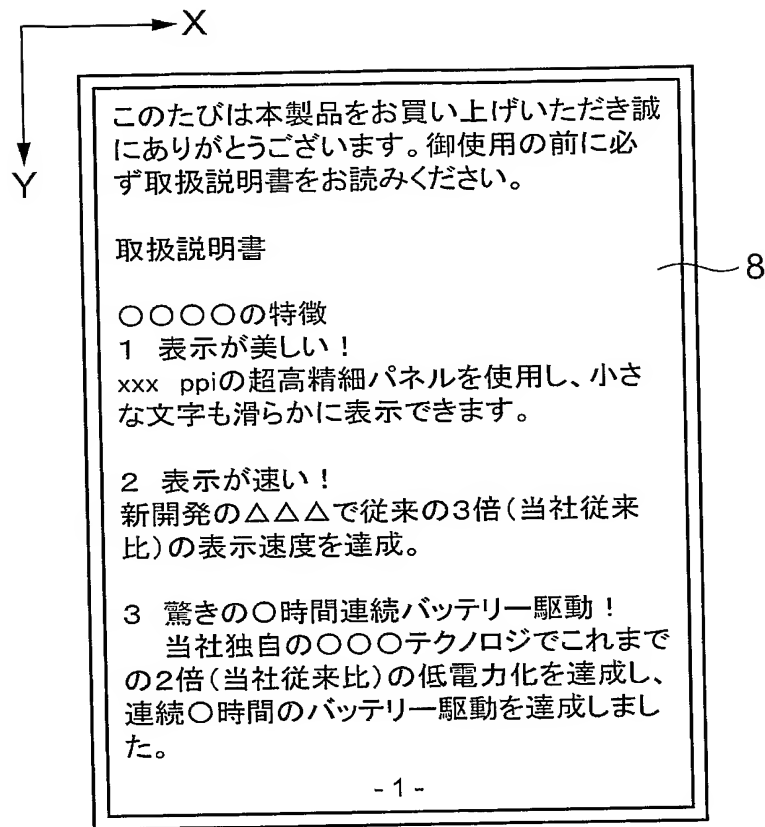 X
Y
このたびは本製品をお買い上げいただき誠
にありがとうございます。御使用の前に必
ず取扱説明書をお読みください。
取扱説明書
8
〇〇〇〇の特徴
1 表示が美しい！
xxx ppiの超高精細パネルを使用し、小さ
な文字も滑らかに表示できます。
2 表示が速い！
新開発の△△△で従来の3倍(当社従来
比)の表示速度を達成。
3 驚きの〇時間連続バッテリー駆動！
当社独自の〇〇〇テクノロジでこれまで
の2倍(当社従来比)の低電力化を達成し、
連続〇時間のバッテリー駆動を達成しまし
た。
- 1 -